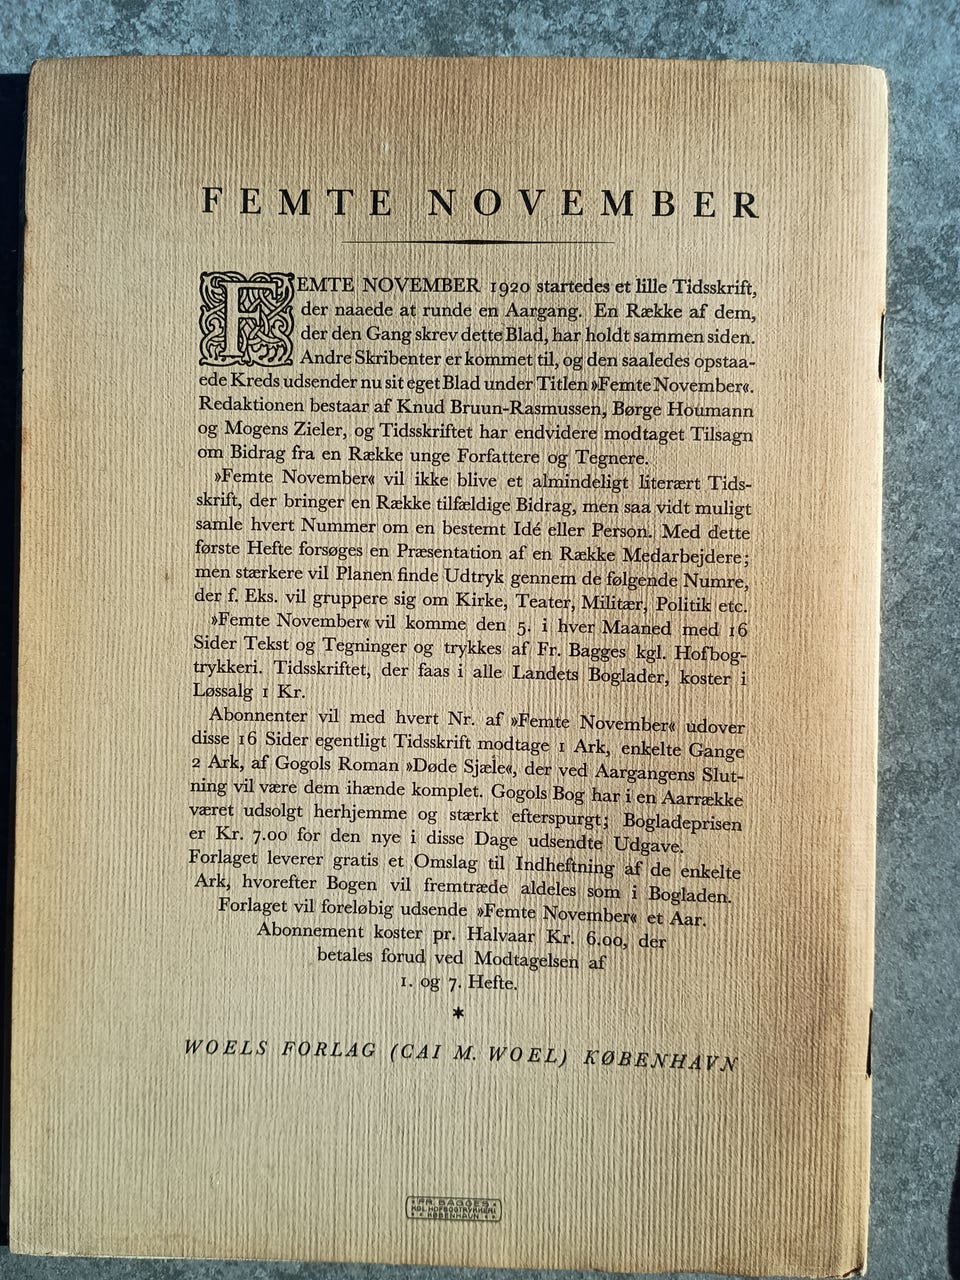 FEMTE NOVEMBER
FEMTE NOVEMBER 1920 startedes et lille Tidsskrift,
der naaede at runde en Aargang. En Række af dem,
der den Gang skrev dette Blad, har holdt sammen siden.
Andre Skribenter er kommet til, og den saaledes opstaa-
ede Kreds udsender nu sit eget Blad under Titlen »Femte November«.
Redaktionen bestaar af Knud Bruun-Rasmussen, Børge Houmann
og Mogens Zieler, og Tidsskriftet har endvidere modtaget Tilsagn
om Bidrag fra en Række unge Forfattere og Tegnere.
»Femte November« vil ikke blive et almindeligt literært Tids-
skrift, der bringer en Række tilfældige Bidrag, men saa vidt muligt
samle hvert Nummer om en bestemt Idé eller Person. Med dette
første Hefte forsøges en Præsentation af en Række Medarbejdere;
men stærkere vil Planen finde Udtryk gennem de følgende Numre,
der f. Eks. vil gruppere sig om Kirke, Teater, Militær, Politik etc.
»Femte November« vil komme den 5. i hver Maaned med 16
Sider Tekst og Tegninger og trykkes af Fr. Bagges kgl. Hofbog-
trykkeri. Tidsskriftet, der faas i alle Landets Boglader, koster i
Løssalg 1 Kr.
Abonnenter vil med hvert Nr. af »Femte November« udover
disse 16 Sider egentligt Tidsskrift modtage 1 Ark, enkelte Gange
2 Ark, af Gogols Roman »Døde Sjæle«, der ved Aargangens Slut-
ning vil være dem ihænde komplet. Gogols Bog har i en Aarrække
været udsolgt herhjemme og stærkt efterspurgt; Bogladeprisen
er Kr. 7.00 for den nye i disse Dage udsendte Udgave.
Forlaget leverer gratis et Omslag til Indheftning af de enkelte
Ark, hvorefter Bogen vil fremtræde aldeles som i Bogladen.
Forlaget vil foreløbig udsende »Femte November« et Aar.
Abonnement koster pr. Halvaar Kr. 6.00, der
betales forud ved Modtagelsen af
1. og 7. Hefte.
*
WOELS FORLAG (CAI M. WOEL) KØBENHAVN
FR. BAGGES
KGL. HOFBOGTRYKKERI
KØBENHAVN